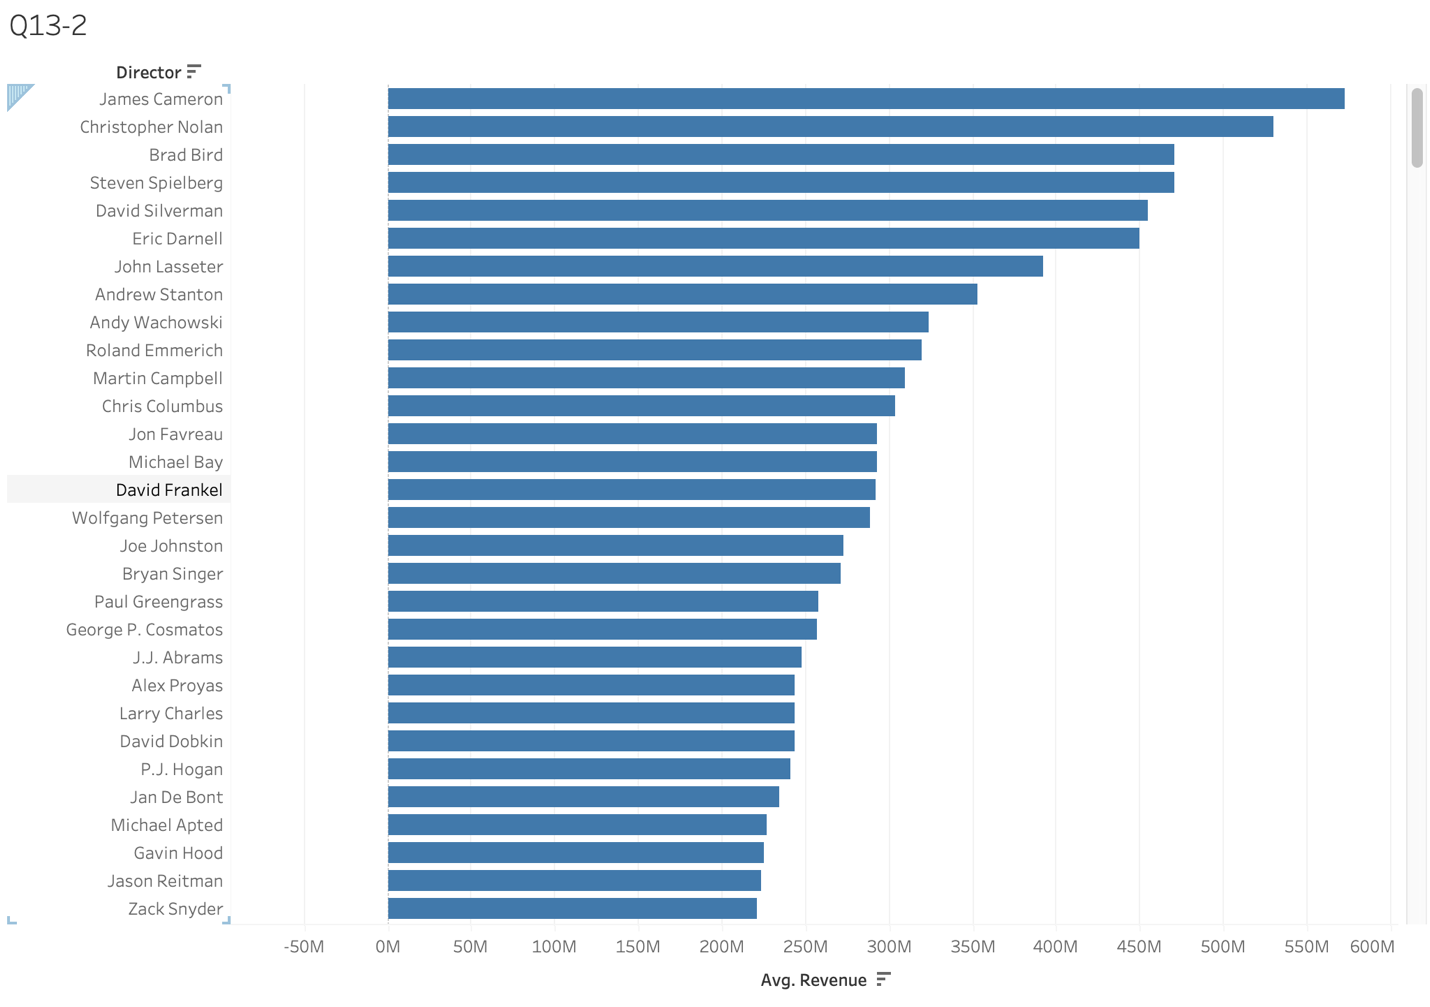 Q13-2
Director
James Cameron
Christopher Nolan
Brad Bird
Steven Spielberg
David Silverman
Eric Darnell
John Lasseter
Andrew Stanton
Andy Wachowski
Roland Emmerich
Martin Campbell
Chris Columbus
Jon Favreau
Michael Bay
David Frankel
Wolfgang Petersen
Joe Johnston
Bryan Singer
Paul Greengrass
George P. Cosmatos
J.J. Abrams
Alex Proyas
Larry Charles
David Dobkin
P.J. Hogan
Jan De Bont
Michael Apted
Gavin Hood
Jason Reitman
Zack Snyder
-50M 0M 50M 100M 150M 200M 250M 300M 350M 400M 450M 500M 550M 600M
Avg. Revenue